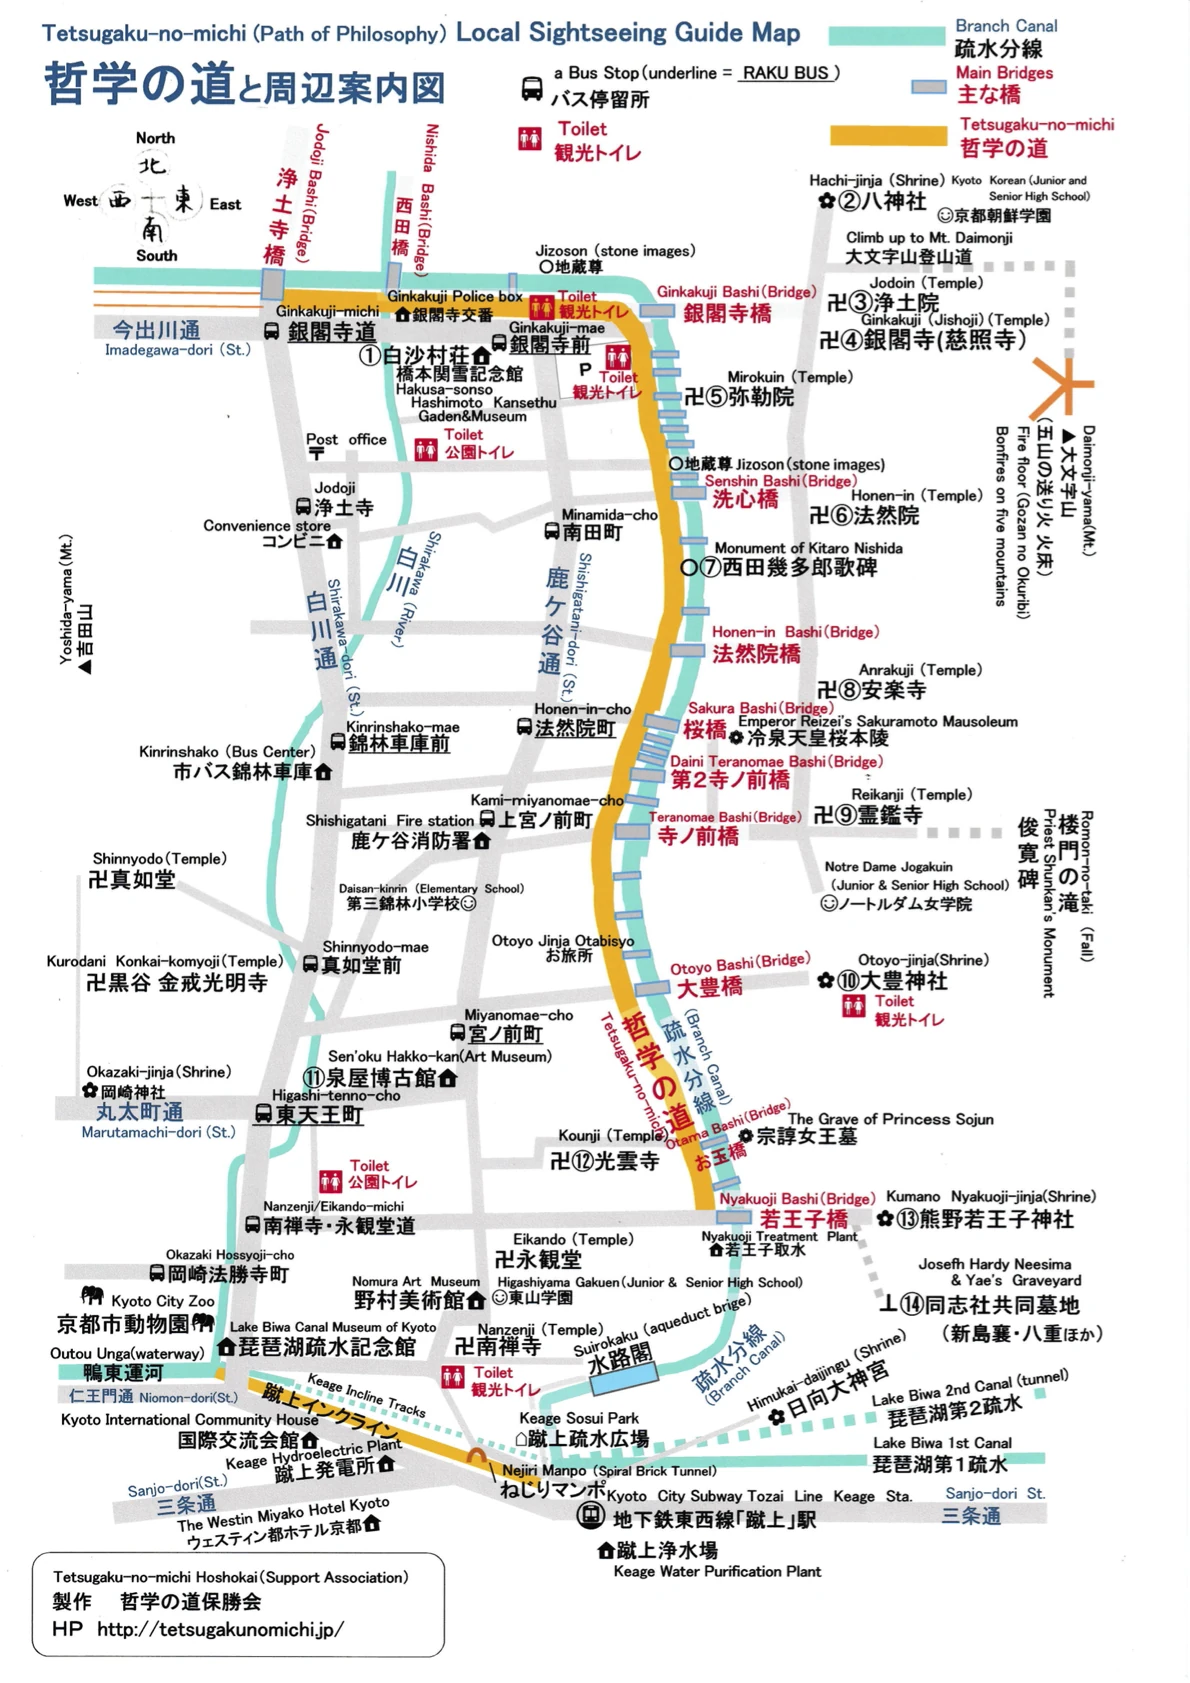 Tetsugaku-no-michi (Path of Philosophy) Local Sightseeing Guide Map
哲学の道と周辺案内図
a Bus Stop(underline = RAKU BUS )
バス停留所
Toilet
観光トイレ
Branch Canal
疏水分線
Main Bridges
主な橋
Tetsugaku-no-michi
哲学の道
North
北
West 西 東 East
南
South
Jodoji Bashi(Bridge)
浄土寺橋
Nishida Bashi(Bridge)
西田橋
Hachi-jinja (Shrine)
②八神社
Kyoto Korean (Junior and
Senior High School)
京都朝鮮学園
Climb up to Mt. Daimonji
大文字山登山道
Jizoson (stone images)
〇地蔵尊
Jodoin (Temple)
卍③浄土院
Ginkakuji (Jishoji) (Temple)
卍④銀閣寺(慈照寺)
Ginkakuji Bashi(Bridge)
銀閣寺橋
Ginkakuji Police box
銀閣寺交番
Toilet
観光トイレ
Ginkakuji-michi
銀閣寺道
今出川通
Imadegawa-dori (St.)
Ginkakuji-mae
銀閣寺前
①白沙村荘
橋本関雪記念館
Hakusa-sonso
Hashimoto Kansethu
Gaden&Museum
P
Toilet
観光トイレ
Mirokuin (Temple)
卍⑤弥勒院
Daimonji-yama(Mt.)
▲大文字山
(五山の送り火 火床)
Fire floor (Gozan no Okuribi)
Bonfires on five mountains
Post office
〒
Toilet
公園トイレ
〇地蔵尊 Jizoson(stone images)
Senshin Bashi(Bridge)
洗心橋
Honen-in (Temple)
卍⑥法然院
Jodoji
浄土寺
Convenience store
コンビニ
Minamida-cho
南田町
Monument of Kitaro Nishida
〇⑦西田幾多郎歌碑
Yoshida-yama(Mt.)
▲吉田山
Shirakawa (River)
白川
Shirakawa-dori (St.)
白川通
Shishigatani-dori (St.)
鹿ケ谷通
Honen-in Bashi(Bridge)
法然院橋
Anrakuji (Temple)
卍⑧安楽寺
Honen-in-cho
法然院町
Sakura Bashi(Bridge)
桜橋
Emperor Reizei's Sakuramoto Mausoleum
冷泉天皇桜本陵
Kinrinshako-mae
錦林車庫前
Kinrinshako (Bus Center)
市バス錦林車庫
Daini Teranomae Bashi(Bridge)
第2寺ノ前橋
Kami-miyanomae-cho
上宮ノ前町
Shishigatani Fire station
鹿ケ谷消防署
Teranomae Bashi(Bridge)
寺ノ前橋
Reikanji (Temple)
卍⑨霊鑑寺
Romon-no-taki (Fall)
楼門の滝
Priest Shunkan's Monument
俊寛碑
Shinnyodo(Temple)
卍真如堂
Daisan-kinrin (Elementary School)
第三錦林小学校
Notre Dame Jogakuin
(Junior & Senior High School)
ノートルダム女学院
Otoyo Jinja Otabisyo
お旅所
Shinnyodo-mae
真如堂前
Kurodani Konkai-komyoji(Temple)
卍黒谷 金戒光明寺
Otoyo Bashi(Bridge)
大豊橋
Otoyo-jinja(Shrine)
⑩大豊神社
Toilet
観光トイレ
Miyanomae-cho
宮ノ前町
哲学の道
Tetsugaku-no-michi
疏水分線
(Branch Canal)
Sen'oku Hakko-kan(Art Museum)
⑪泉屋博古館
Okazaki-jinja(Shrine)
岡崎神社
丸太町通
Marutamachi-dori (St.)
Higashi-tenno-cho
東天王町
Otama Bashi(Bridge)
お玉橋
The Grave of Princess Sojun
宗諄女王墓
Kounji (Temple)
卍⑫光雲寺
Toilet
公園トイレ
Nyakuoji Bashi(Bridge)
若王子橋
Kumano Nyakuoji-jinja(Shrine)
⑬熊野若王子神社
Nanzenji/Eikando-michi
南禅寺・永観堂道
Eikando (Temple)
卍永観堂
Nyakuoji Treatment Plant
若王子取水
Okazaki Hossyoji-cho
岡崎法勝寺町
Josefh Hardy Neesima
& Yae's Graveyard
⊥⑭同志社共同墓地
(新島襄・八重ほか)
Nomura Art Museum
野村美術館
Higashiyama Gakuen(Junior & Senior High School)
東山学園
Kyoto City Zoo
京都市動物園
Lake Biwa Canal Museum of Kyoto
琵琶湖疏水記念館
Nanzenji (Temple)
卍南禅寺
Suirokaku (aqueduct brige)
水路閣
疏水分線
(Branch Canal)
Outou Unga(waterway)
鴨東運河
仁王門通 Niomon-dori(St.)
Toilet
観光トイレ
Keage Incline Tracks
蹴上インクライン
Himukai-daijingu (Shrine)
日向大神宮
Lake Biwa 2nd Canal (tunnel)
琵琶湖第2疏水
Kyoto International Community House
国際交流会館
Keage Sosui Park
蹴上疏水広場
Lake Biwa 1st Canal
琵琶湖第1疏水
Keage Hydroelectric Plant
蹴上発電所
Nejiri Manpo (Spiral Brick Tunnel)
ねじりマンポ
Sanjo-dori(St.)
三条通
Kyoto City Subway Tozai Line Keage Sta.
地下鉄東西線「蹴上」駅
Sanjo-dori St.
三条通
The Westin Miyako Hotel Kyoto
ウェスティン都ホテル京都
蹴上浄水場
Keage Water Purification Plant
Tetsugaku-no-michi Hoshokai(Support Association)
製作 哲学の道保勝会
HP http://tetsugakunomichi.jp/